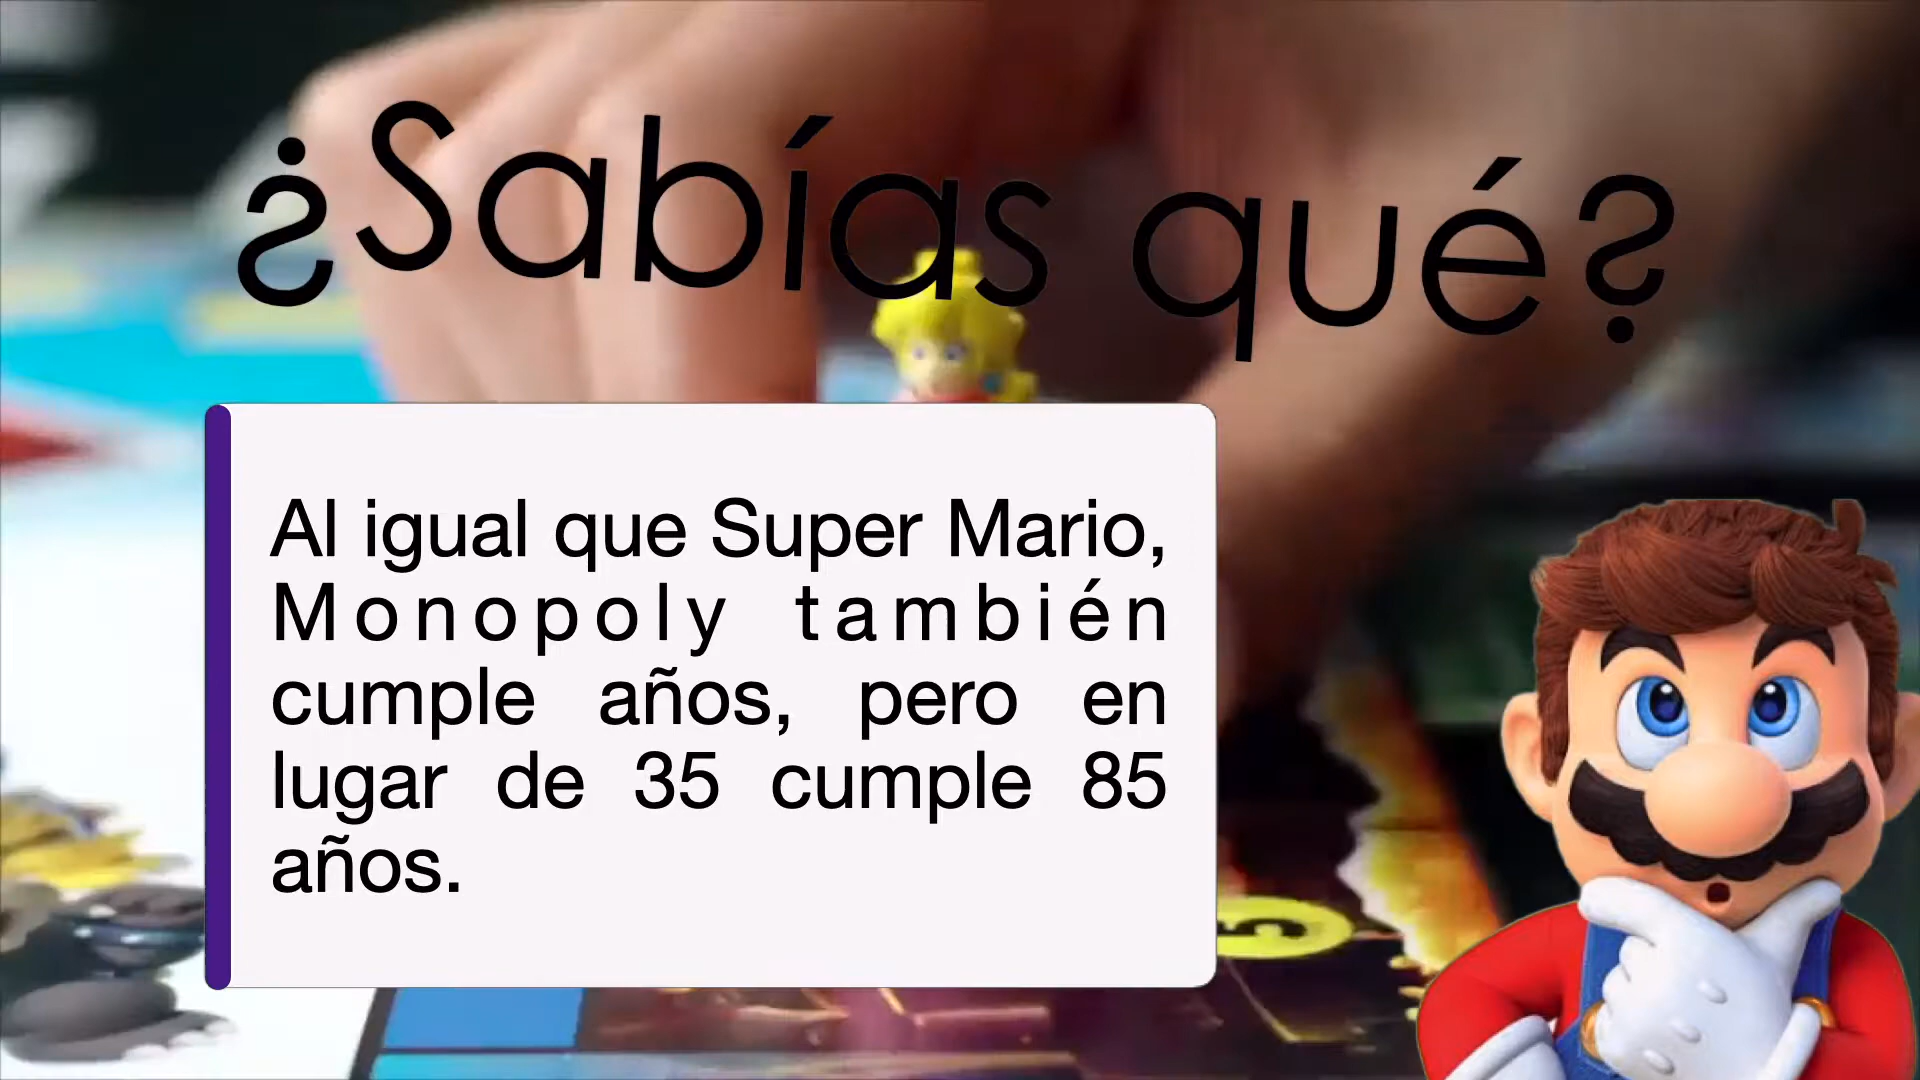 ¿Sabías qué?
Al igual que Super Mario,
Monopoly también
cumple años, pero en
lugar de 35 cumple 85
años.